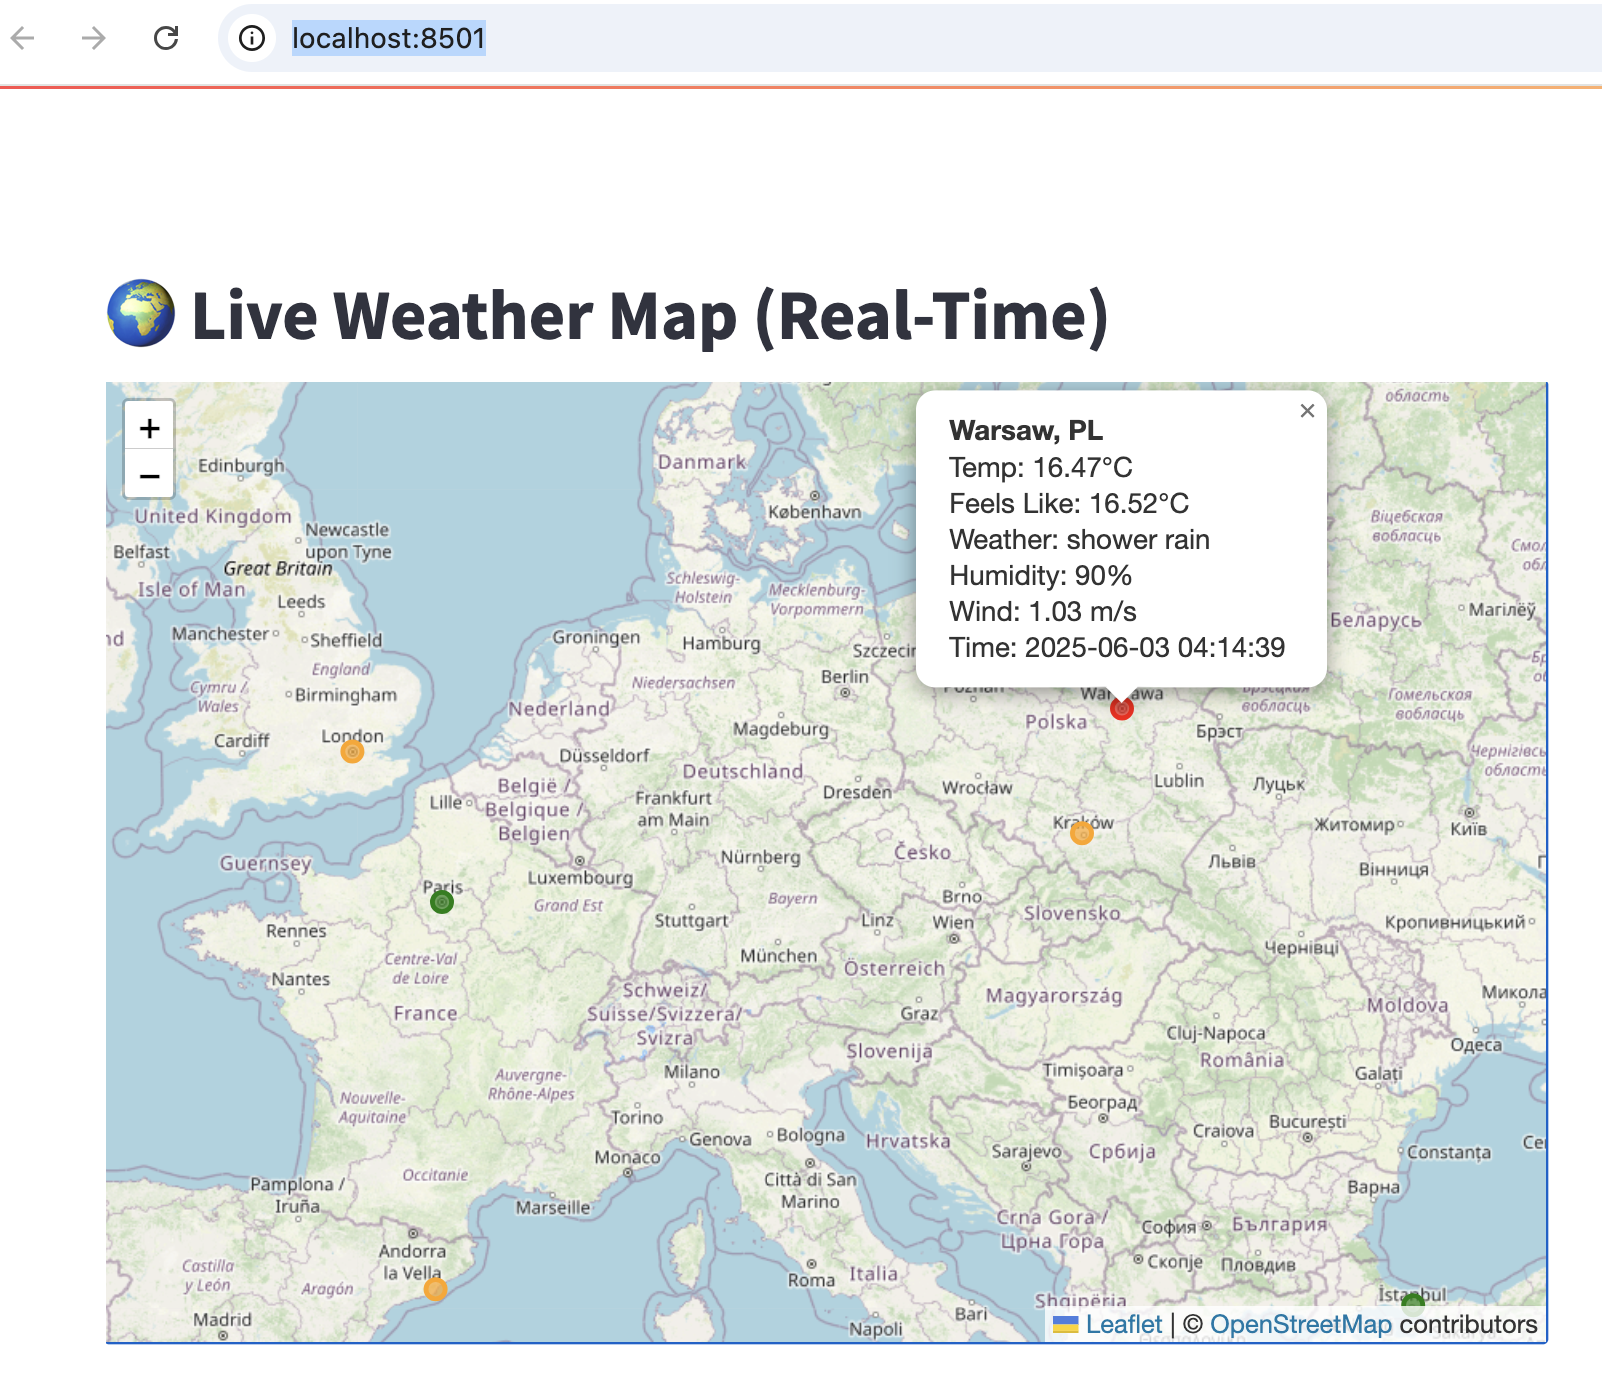 localhost:8501
Live Weather Map (Real-Time)
+
−
×
Warsaw, PL
Temp: 16.47°C
Feels Like: 16.52°C
Weather: shower rain
Humidity: 90%
Wind: 1.03 m/s
Time: 2025-06-03 04:14:39
область
Edinburgh
Danmark
København
United Kingdom
Newcastle
upon Tyne
Belfast
Great Britain
Isle of Man
Leeds
Schleswig-
Holstein
Mecklenburg-
Vorpommern
Віцебская
вобласць
Manchester
Sheffield
Groningen
Hamburg
Магілёў
Беларусь
England
Birmingham
Niedersachsen
Berlin
Cymru /
Wales
Nederland
Гомельская
вобласць
Polska
Cardiff
London
Magdeburg
Брэст
Düsseldorf
Deutschland
België /
Belgique /
Belgien
Dresden
Wrocław
Lublin
Луцьк
Lille
Frankfurt
am Main
Kraków
Житомир
Київ
Guernsey
Nürnberg
Česko
Львів
Вінниця
Paris
Luxembourg
Grand Est
Bayern
Brno
Stuttgart
Linz
Wien
Slovensko
Кропивницький
Rennes
München
Чернівці
Centre-Val
de Loire
Österreich
Nantes
Schweiz/
Suisse/Svizzera/
Svizra
Magyarország
Moldova
France
Graz
Cluj-Napoca
Slovenija
Одеса
România
Milano
Timișoara
Galați
Auvergne-
Rhône-Alpes
Nouvelle-
Aquitaine
Torino
Београд
București
Genova
Bologna
Hrvatska
Craiova
Monaco
Sarajevo
Србија
Constanța
Occitanie
Pamplona /
Iruña
Città di San
Marino
Варна
Marseille
Crna Gora /
Црна Гора
София
България
Andorra
la Vella
Скопје
Пловдив
Castilla
y León
Aragón
Roma
Italia
İstanbul
Shqipëria
Madrid
Napoli
Bari
Leaflet | © OpenStreetMap contributors